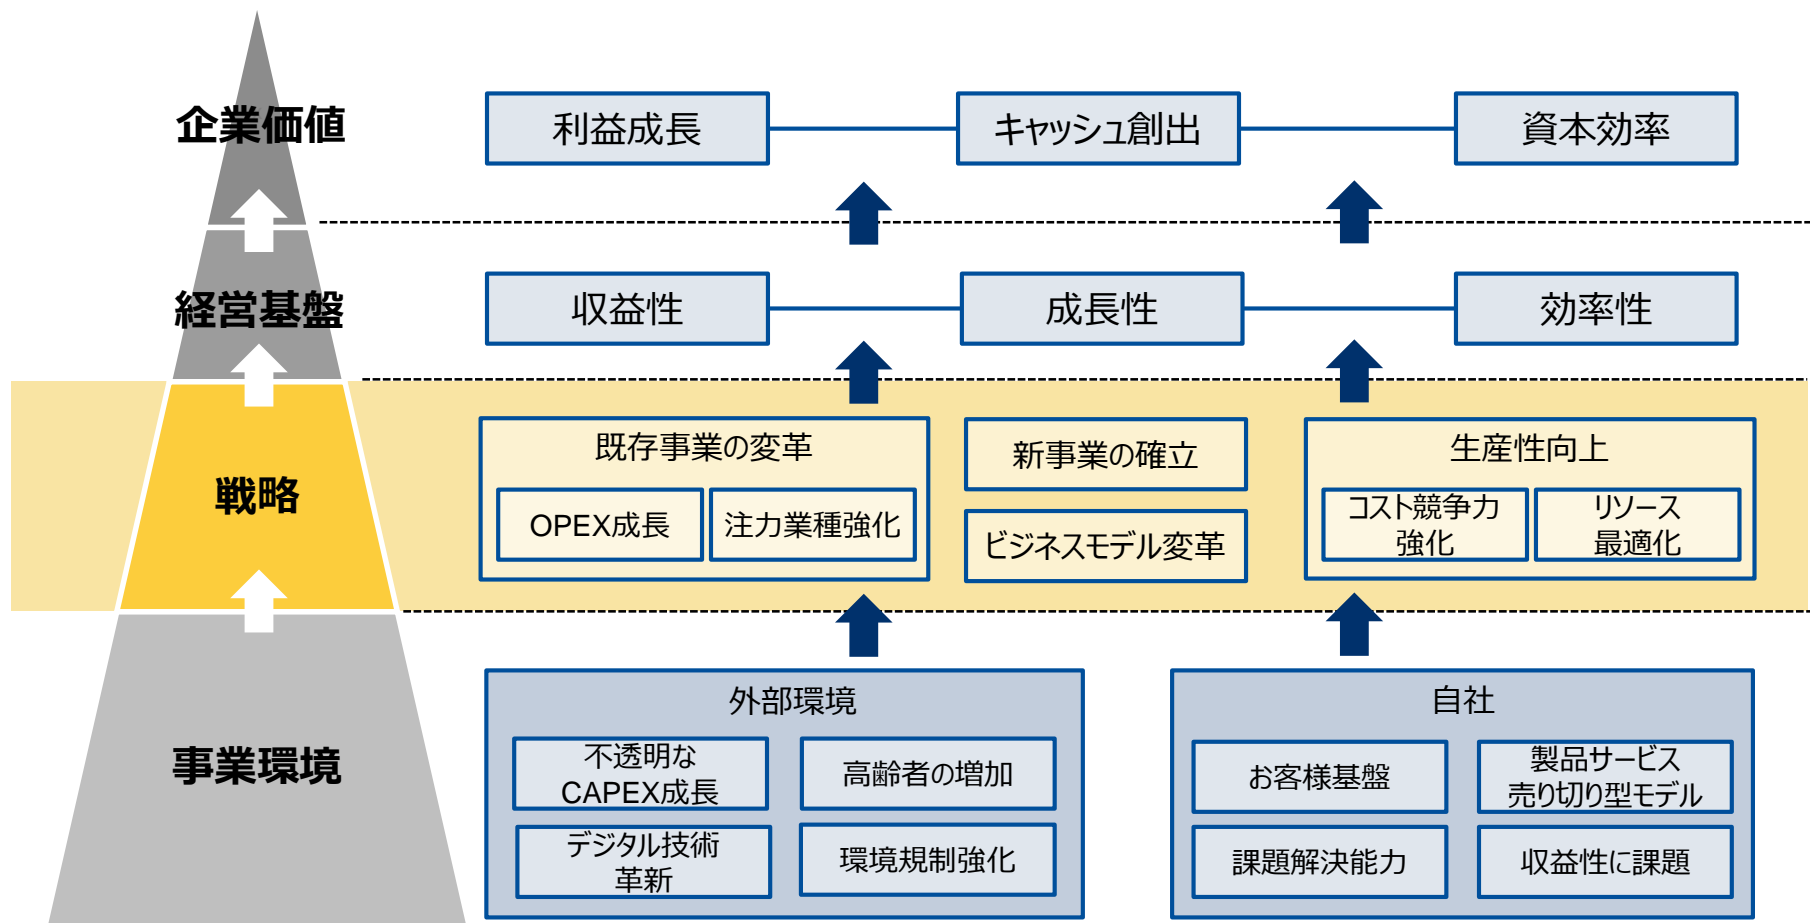 企業価値
利益成長
キャッシュ創出
資本効率
経営基盤
収益性
成長性
効率性
戦略
既存事業の変革
OPEX成長
注力業種強化
新事業の確立
ビジネスモデル変革
生産性向上
コスト競争力
強化
リソース
最適化
事業環境
外部環境
不透明な
CAPEX成長
高齢者の増加
デジタル技術
革新
環境規制強化
自社
お客様基盤
製品サービス
売り切り型モデル
課題解決能力
収益性に課題